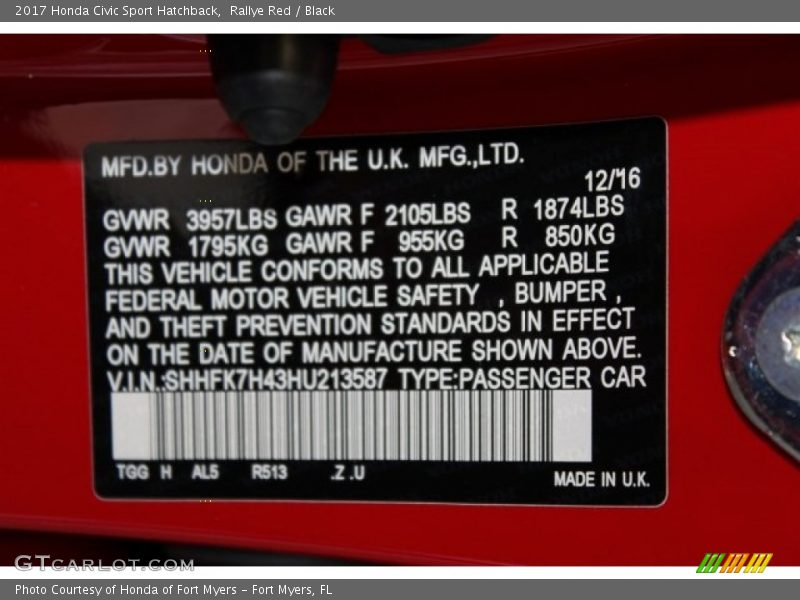 2017 Honda Civic Sport Hatchback,  Rallye Red / Black
MFD.BY HONDA OF THE U.K. MFG.,LTD.
12/'16
GVWR 3957LBS GAWR F 2105LBS R 1874LBS
GVWR 1795KG GAWR F 955KG R 850KG
THIS VEHICLE CONFORMS TO ALL APPLICABLE
FEDERAL MOTOR VEHICLE SAFETY , BUMPER ,
AND THEFT PREVENTION STANDARDS IN EFFECT
ON THE DATE OF MANUFACTURE SHOWN ABOVE.
V.I.N.:SHHFK7H43HU213587 TYPE:PASSENGER CAR
TGG H AL5 R513 .Z .U
MADE IN U.K.
GTCarLot.com
Photo Courtesy of Honda of Fort Myers – Fort Myers, FL